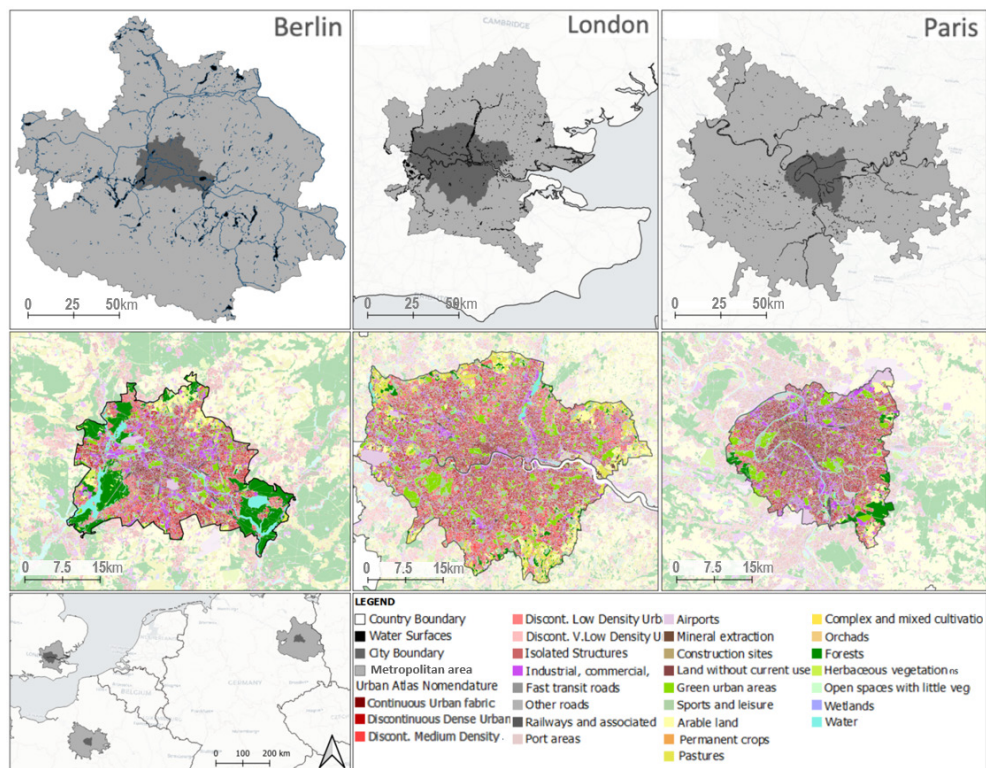 Berlin
London
Paris
CAMBRIDGE
0 25 50km
0 25 50km
0 25 50km
0 7.5 15km
0 7.5 15km
0 7.5 15km
BELGIUM
GERMANY
0 100 200 km
LEGEND
Country Boundary
Water Surfaces
City Boundary
Metropolitan area
Urban Atlas Nomenclature
Continuous Urban fabric
Discontinuous Dense Urban
Discont. Medium Density
Discont. Low Density Urb
Discont. V.Low Density U
Isolated Structures
Industrial, commercial,
Fast transit roads
Other roads
Railways and associated
Port areas
Airports
Mineral extraction
Construction sites
Land without current use
Green urban areas
Sports and leisure
Arable land
Permanent crops
Pastures
Complex and mixed cultivatio
Orchads
Forests
Herbaceous vegetation ns
Open spaces with little veg
Wetlands
Water